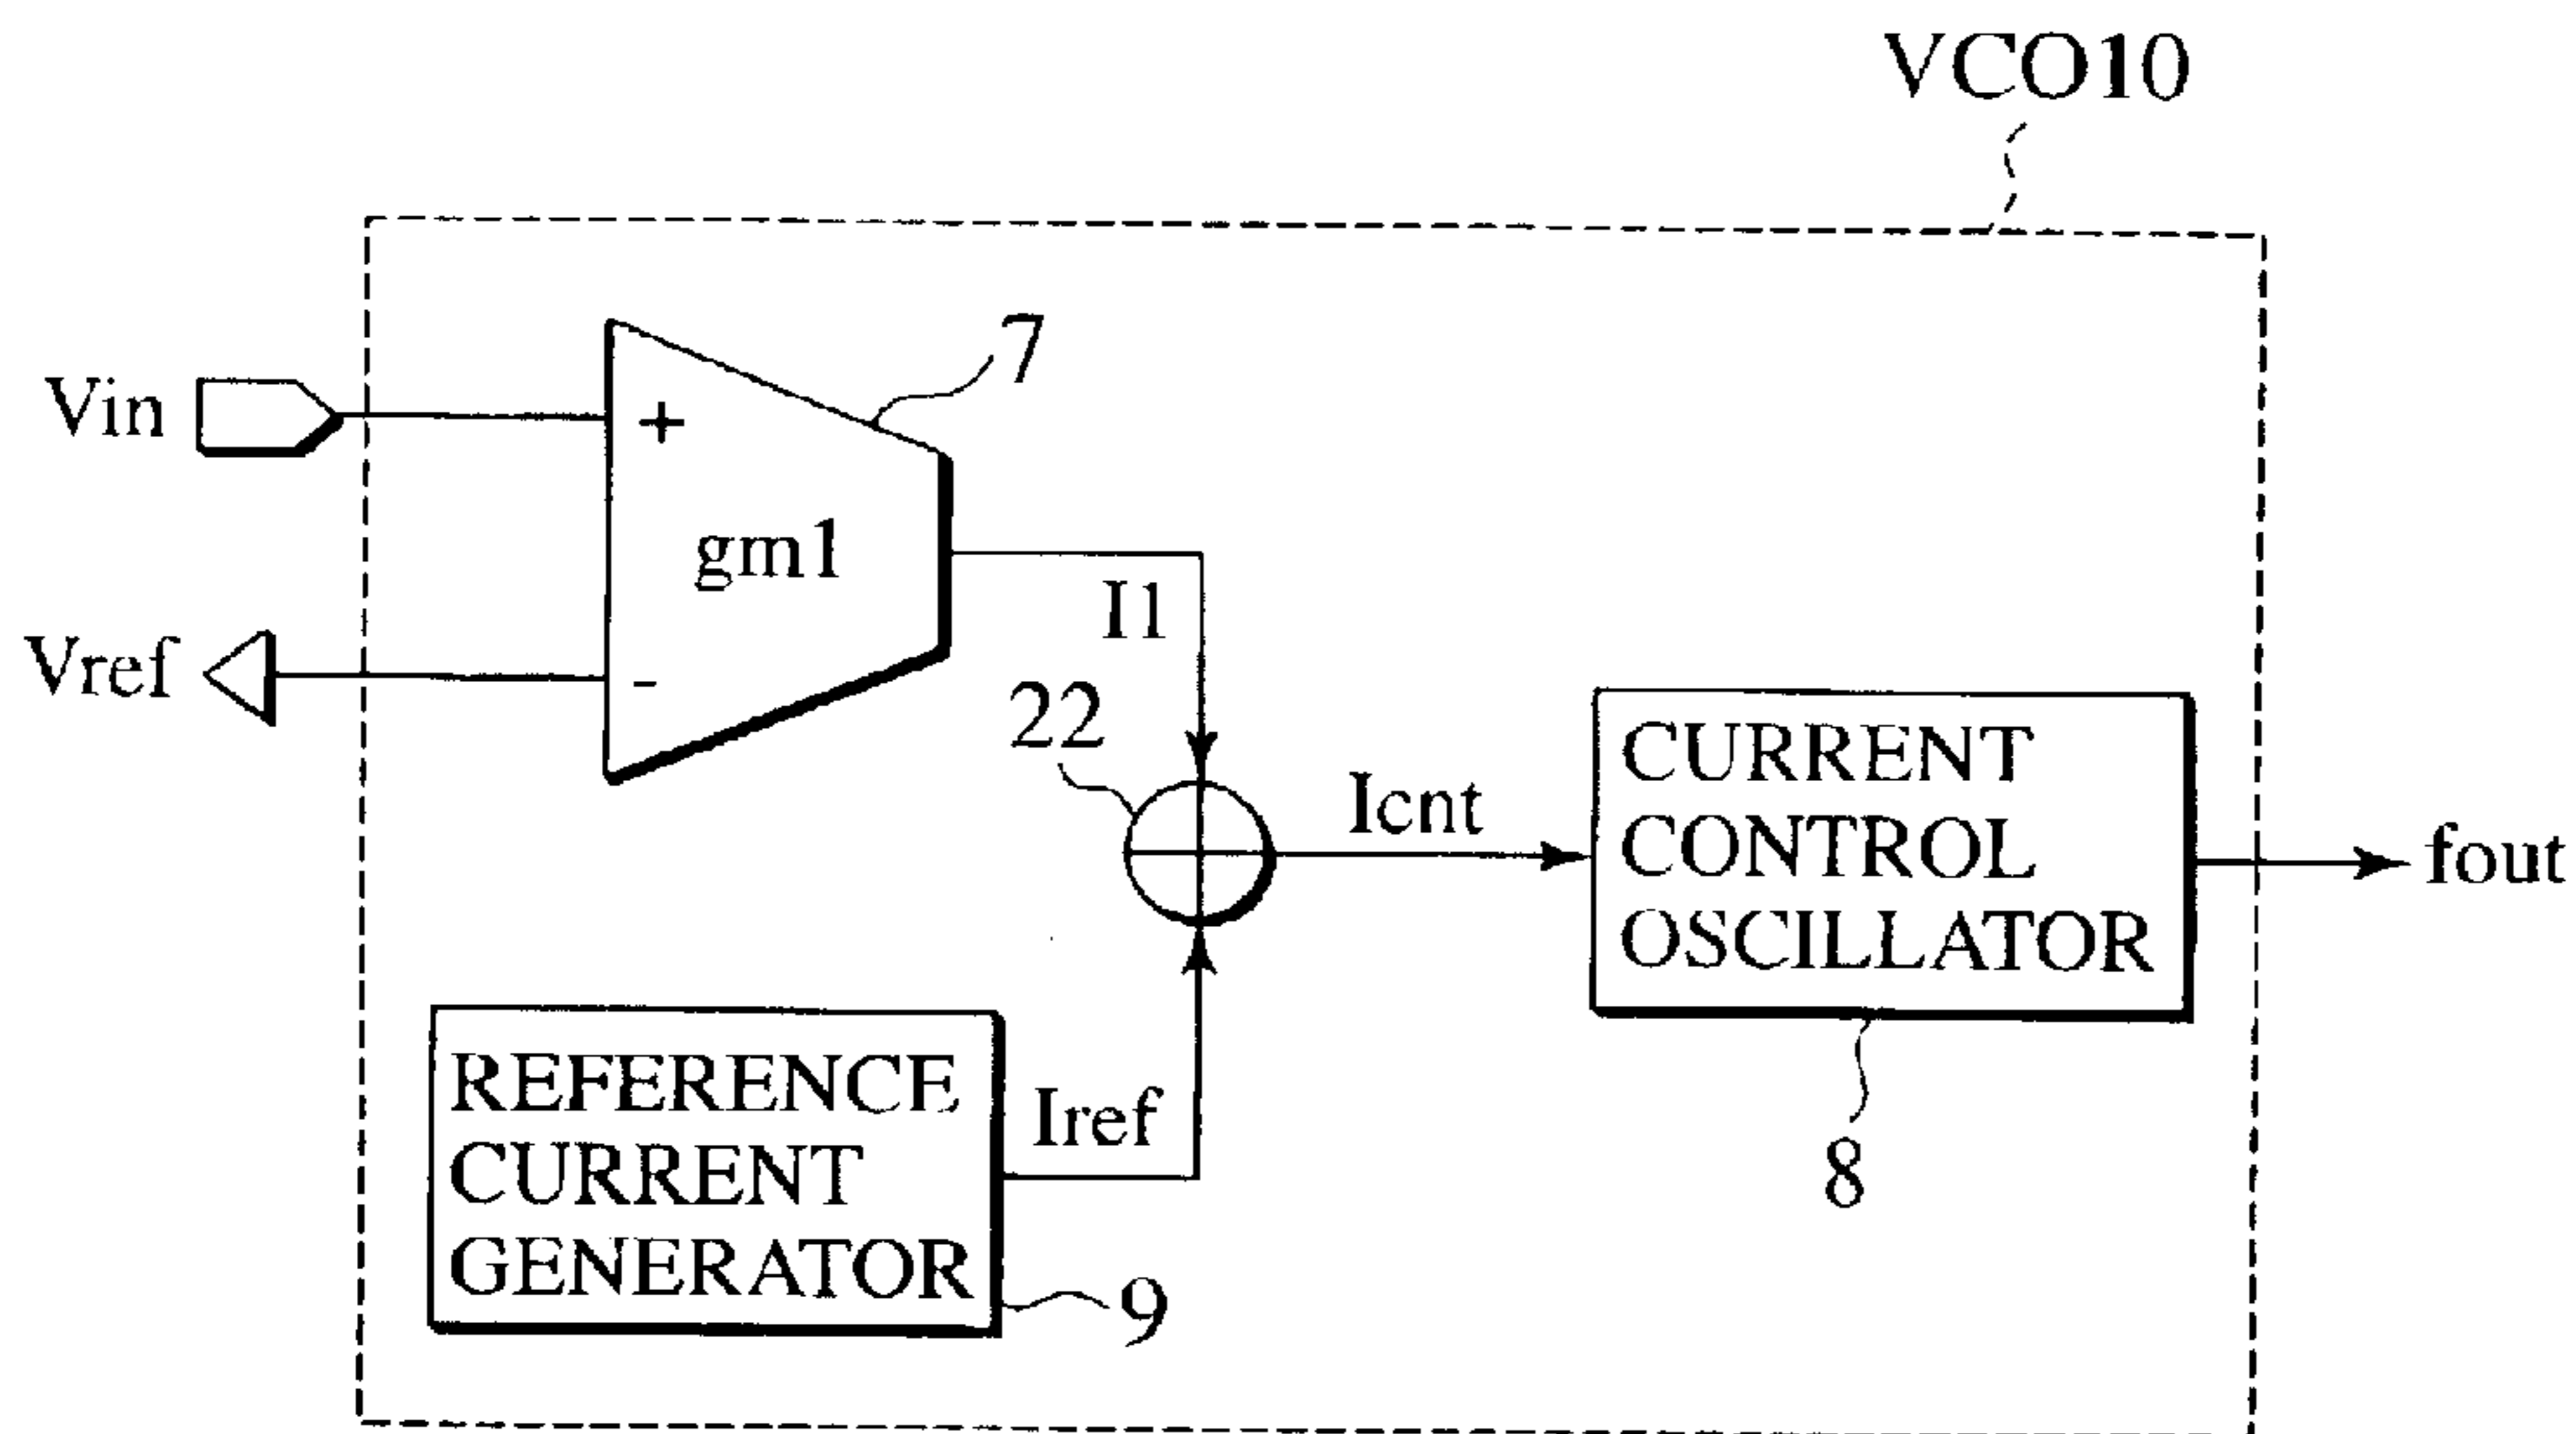 VCO10
7
Vin
+
gm1
Vref
-
I1
22
Icnt
CURRENT
CONTROL
OSCILLATOR
fout
8
REFERENCE
CURRENT
GENERATOR
Iref
9